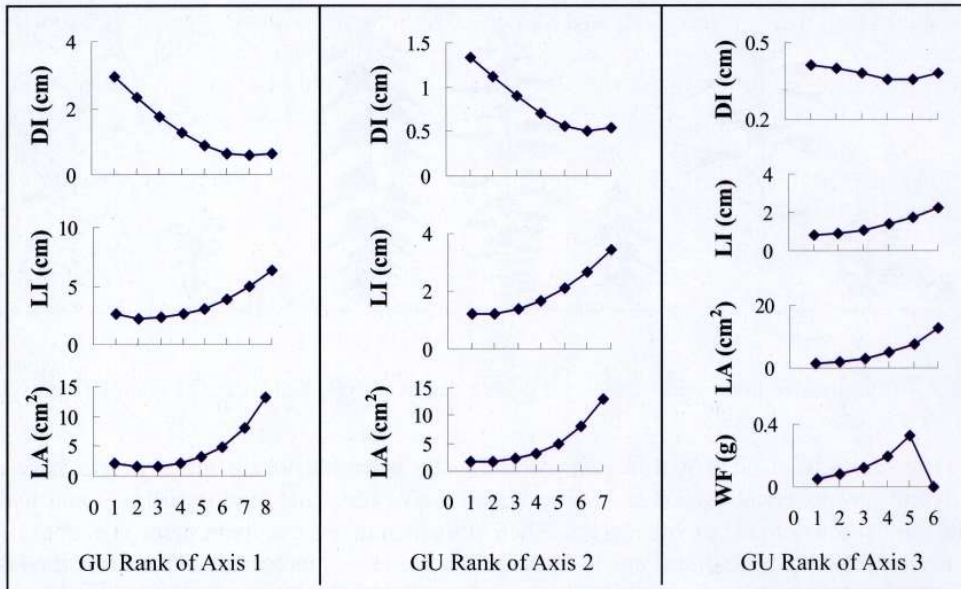 4
2
0
DI (cm)
10
5
0
LI (cm)
15
10
5
0
LA (cm²)
0 1 2 3 4 5 6 7 8
GU Rank of Axis 1
1.5
1
0.5
0
DI (cm)
4
2
0
LI (cm)
15
10
5
0
LA (cm²)
0 1 2 3 4 5 6 7
GU Rank of Axis 2
0.5
0.2
DI (cm)
4
2
0
LI (cm)
20
0
LA (cm²)
0.4
0
WF (g)
0 1 2 3 4 5 6
GU Rank of Axis 3